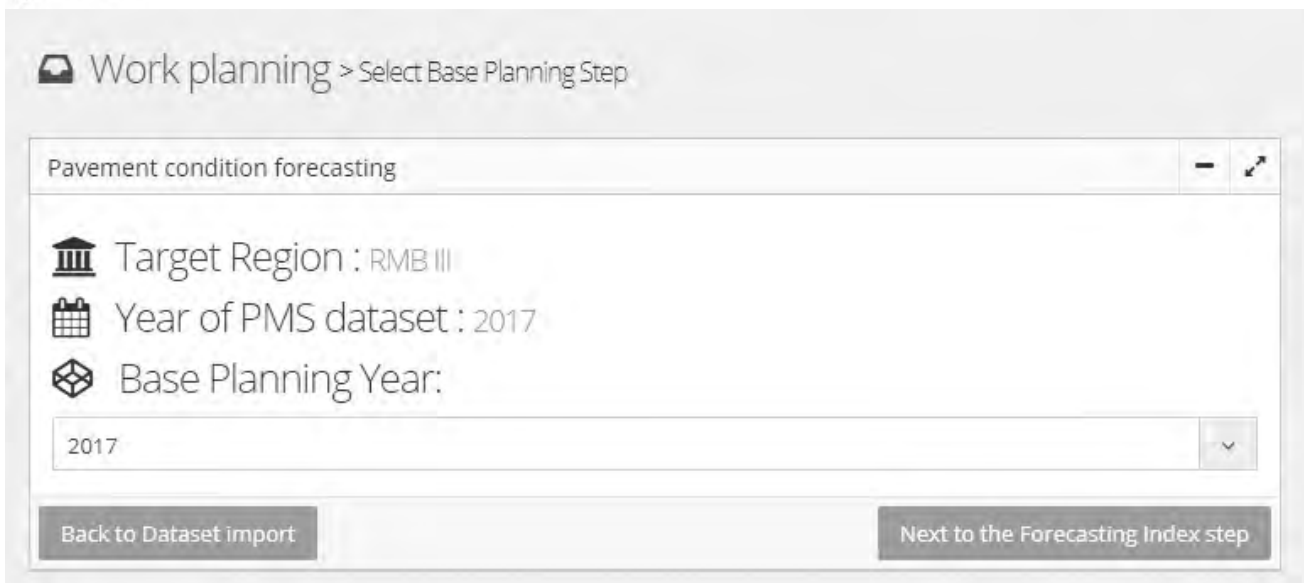 Work planning > Select Base Planning Step
Pavement condition forecasting
Target Region : RMB III
Year of PMS dataset : 2017
Base Planning Year:
2017
Back to Dataset import
Next to the Forecasting Index step